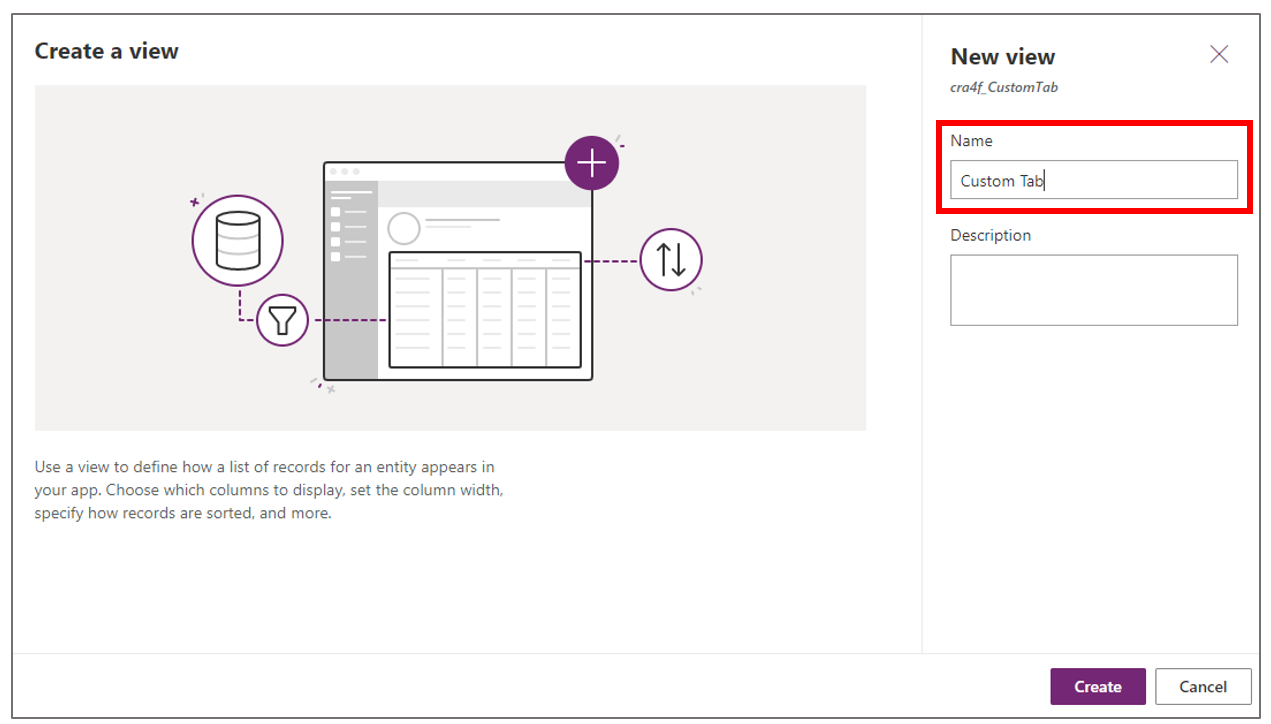 Create a view
Use a view to define how a list of records for an entity appears in
your app. Choose which columns to display, set the column width,
specify how records are sorted, and more.
New view
cra4f_CustomTab
Name
Custom Tab
Description
Create
Cancel